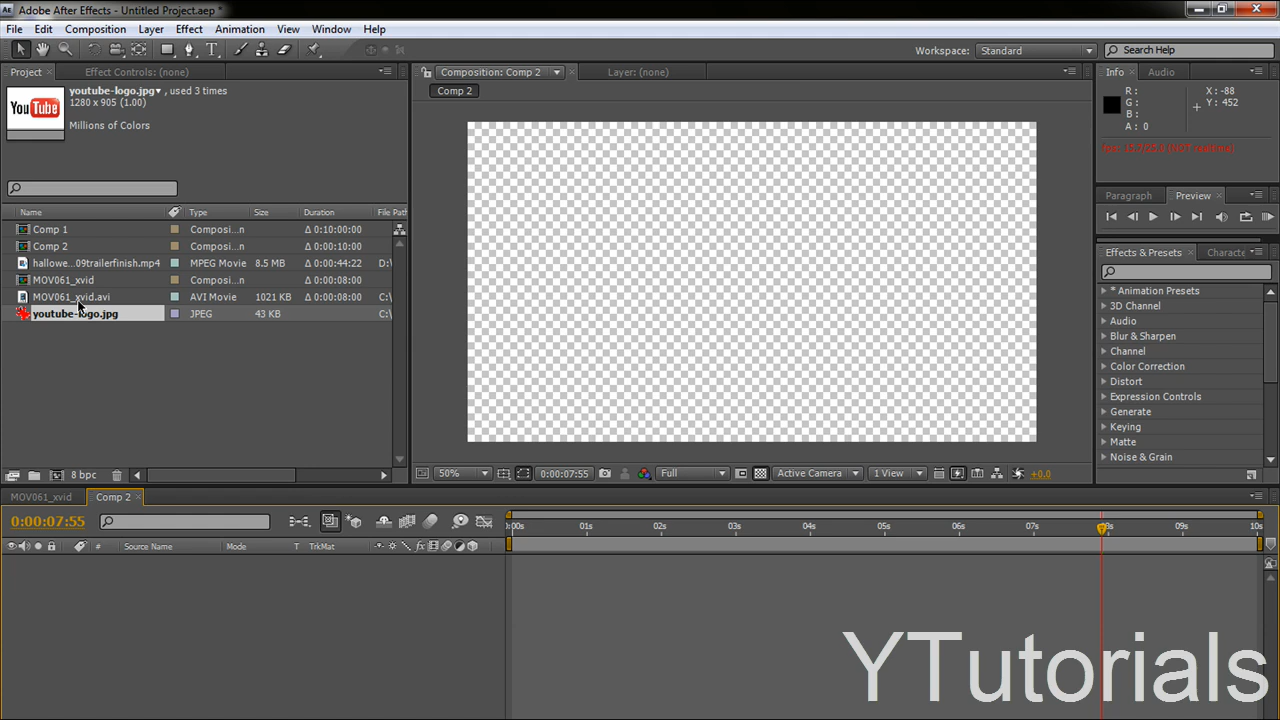 Adobe After Effects - Untitled Project.aep *
File Edit Composition Layer Effect Animation View Window Help
Workspace: Standard Search Help
Project Effect Controls: (none)
Composition: Comp 2 Layer: (none)
Info Audio
YouTube
youtube-logo.jpg , used 3 times
1280 x 905 (1.00)
Millions of Colors
Comp 2
R :
G :
B :
A : 0
X : -88
Y : 452
fps: 15.7/25.0 (NOT realtime)
Paragraph Preview
Name Type Size Duration File Path
Comp 1 Composi...n Δ 0:10:00:00
Comp 2 Composi...n Δ 0:00:10:00
hallowe...09trailerfinish.mp4 MPEG Movie 8.5 MB Δ 0:00:44:22 D:\
MOV061_xvid Composi...n Δ 0:00:08:00
MOV061_xvid.avi AVI Movie 1021 KB Δ 0:00:08:00 C:\
youtube-logo.jpg JPEG 43 KB C:\
Effects & Presets Characte
* Animation Presets
3D Channel
Audio
Blur & Sharpen
Channel
Color Correction
Distort
Expression Controls
Generate
Keying
Matte
Noise & Grain
8 bpc
50% 0:00:07:55 Full Active Camera 1 View +0.0
MOV061_xvid Comp 2
0:00:07:55
:00s 01s 02s 03s 04s 05s 06s 07s 08s 09s 10s
# Source Name Mode T TrkMat
YTutorials